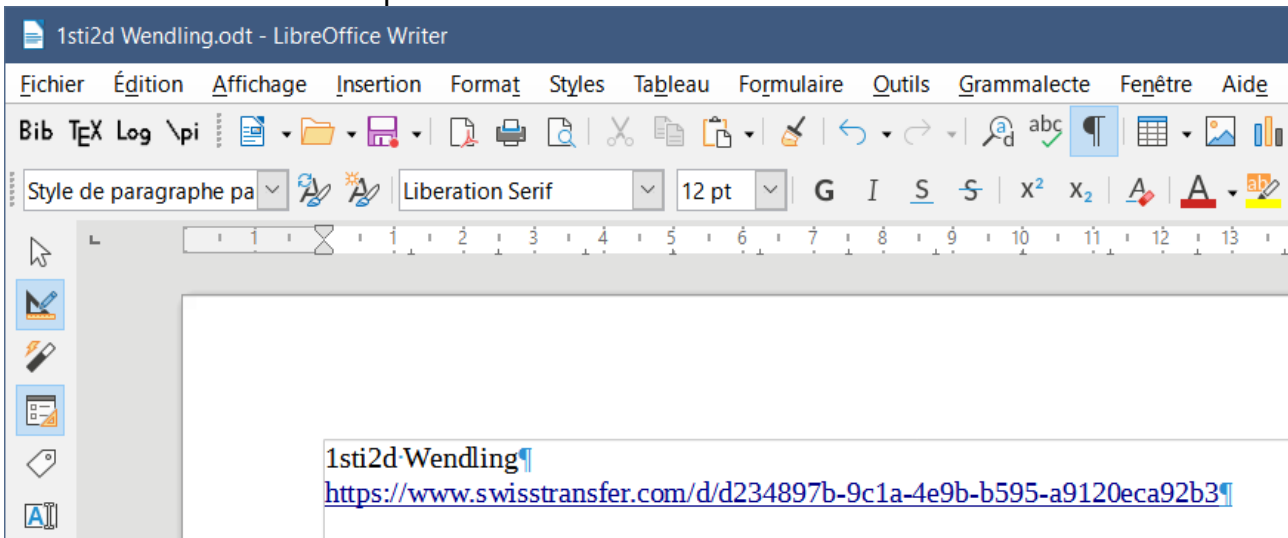 1sti2d Wendling.odt - LibreOffice Writer
Fichier Édition Affichage Insertion Format Styles Tableau Formulaire Outils Grammalecte Fenêtre Aide
Bib TEX Log \pi abc ¶
Style de paragraphe pa Liberation Serif 12 pt G I S S X² X₂ A A ab
1 1 2 3 4 5 6 7 8 9 10 11 12 13
1sti2d·Wendling¶
https://www.swisstransfer.com/d/d234897b-9c1a-4e9b-b595-a9120eca92b3¶